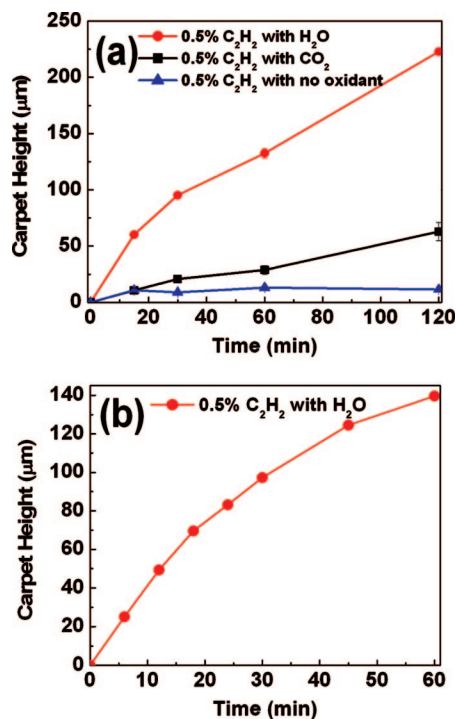 250
(a)
0.5% C₂H₂ with H₂O
0.5% C₂H₂ with CO₂
0.5% C₂H₂ with no oxidant
200
150
100
50
0
Carpet Height (μm)
0 20 40 60 80 100 120
Time (min)
140
(b)
0.5% C₂H₂ with H₂O
120
100
80
60
40
20
0
Carpet Height (μm)
0 10 20 30 40 50 60
Time (min)